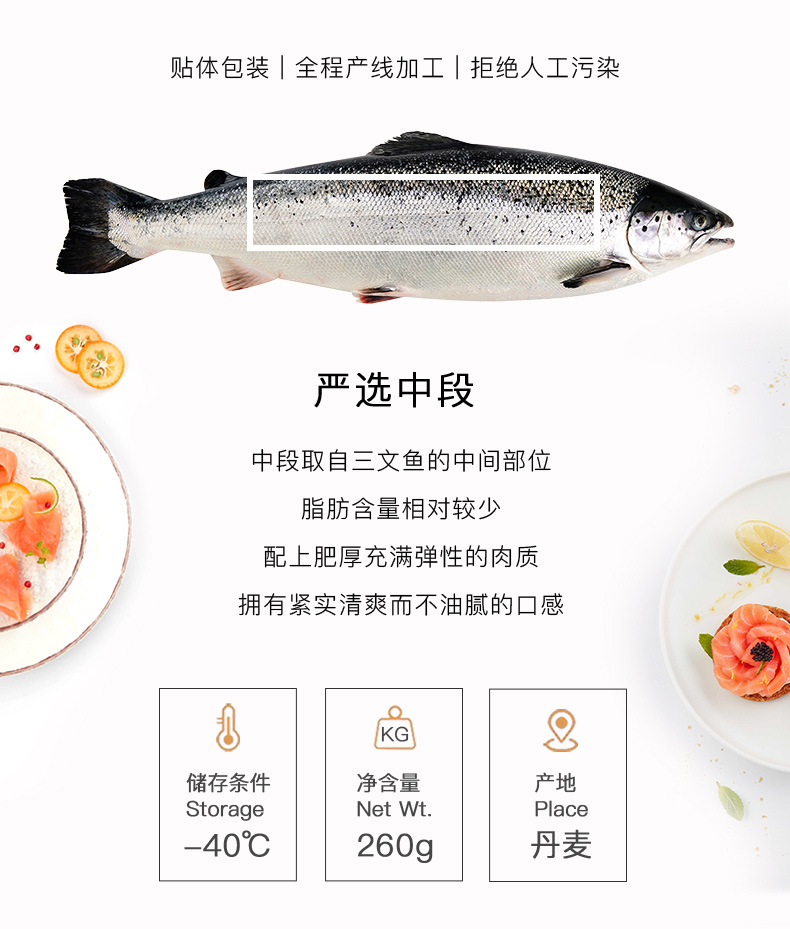 贴体包装｜全程产线加工｜拒绝人工污染
严选中段
中段取自三文鱼的中间部位
脂肪含量相对较少
配上肥厚充满弹性的肉质
拥有紧实清爽而不油腻的口感
储存条件
Storage
-40℃
KG
净含量
Net Wt.
260g
产地
Place
丹麦